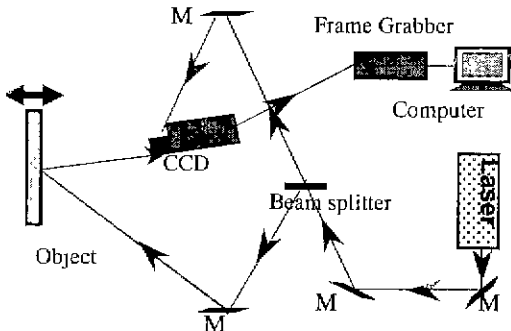 M
Frame Grabber
Computer
CCD
Laser
Beam splitter
Object
M
M
M